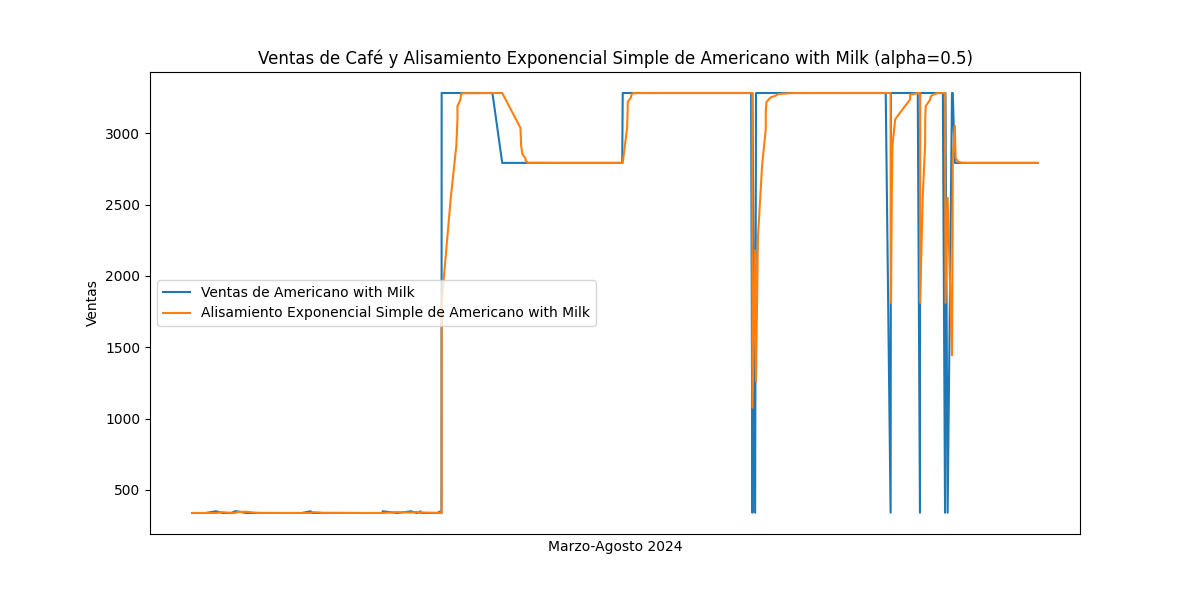 Ventas de Café y Alisamiento Exponencial Simple de Americano with Milk (alpha=0.5)
3000
2500
2000
1500
1000
500
Ventas
Ventas de Americano with Milk
Alisamiento Exponencial Simple de Americano with Milk
Marzo-Agosto 2024